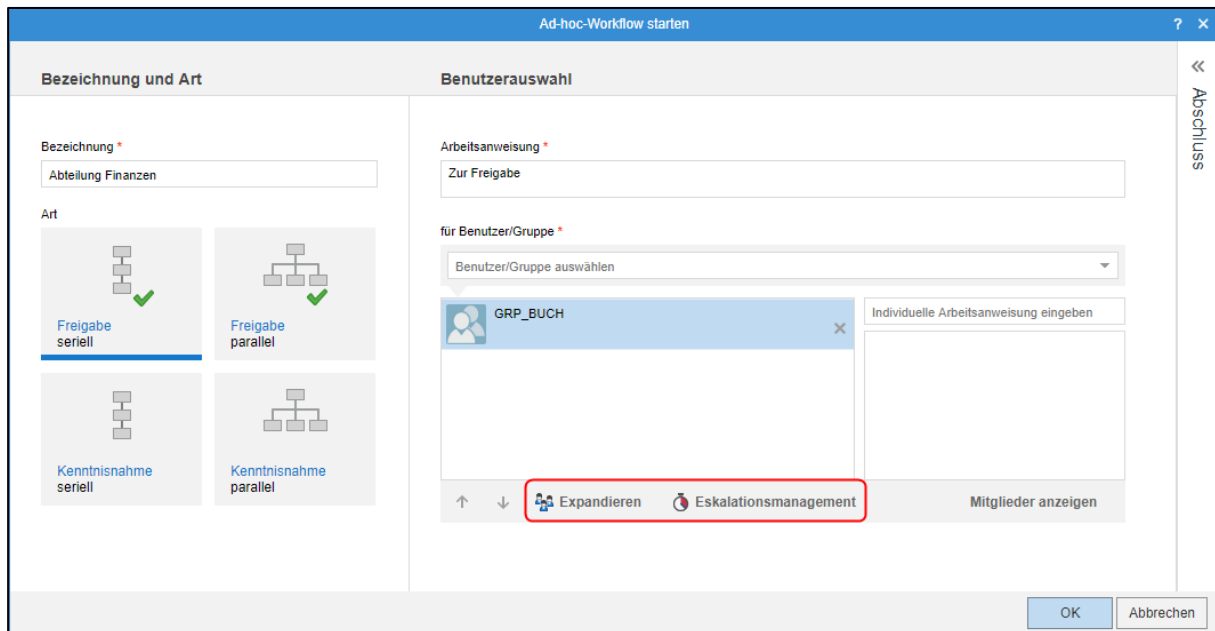 Ad-hoc-Workflow starten
? ×
Bezeichnung und Art
Benutzerauswahl
«
Abschluss
Bezeichnung *
Abteilung Finanzen
Art
Freigabe
seriell
Freigabe
parallel
Kenntnisnahme
seriell
Kenntnisnahme
parallel
Arbeitsanweisung *
Zur Freigabe
für Benutzer/Gruppe *
Benutzer/Gruppe auswählen
GRP_BUCH
Individuelle Arbeitsanweisung eingeben
Expandieren
Eskalationsmanagement
Mitglieder anzeigen
OK
Abbrechen